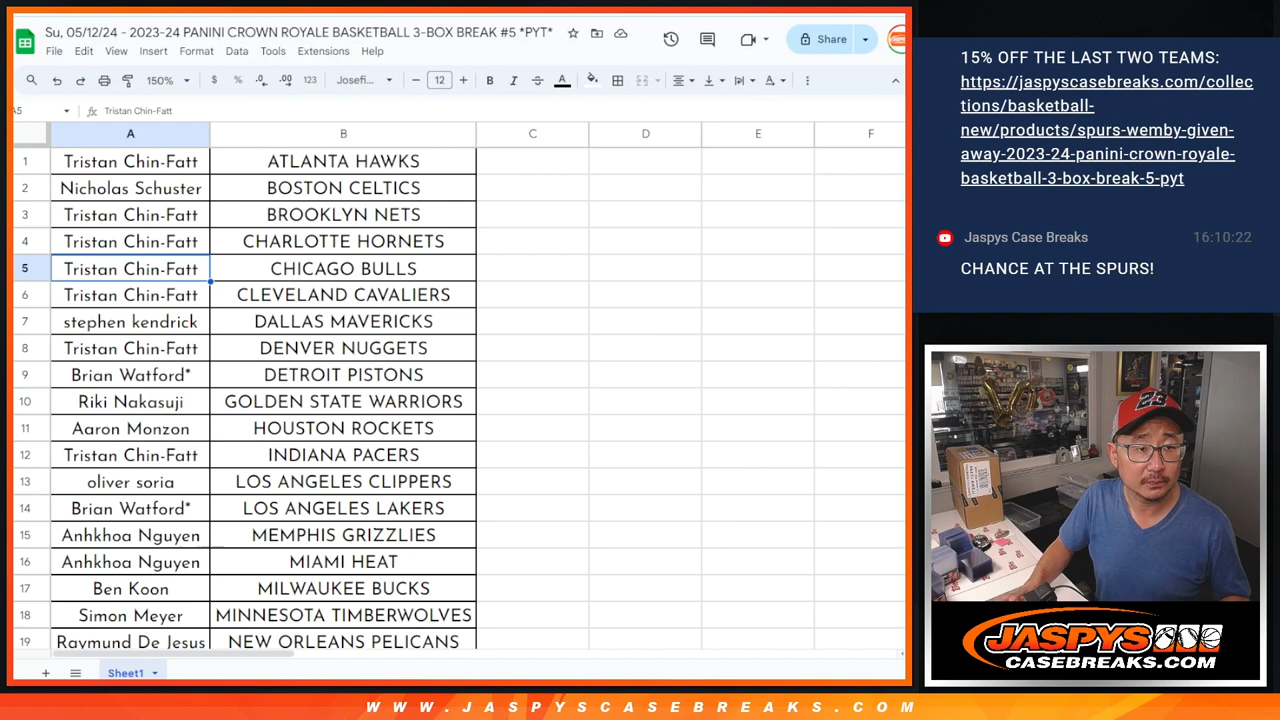 Su, 05/12/24 - 2023-24 PANINI CROWN ROYALE BASKETBALL 3-BOX BREAK #5 *PYT*
File Edit View Insert Format Data Tools Extensions Help
Share
150% $ % .0 .00 123 Josefi... 12 B I A
A5 fx Tristan Chin-Fatt
A B C D E F
1 Tristan Chin-Fatt ATLANTA HAWKS
2 Nicholas Schuster BOSTON CELTICS
3 Tristan Chin-Fatt BROOKLYN NETS
4 Tristan Chin-Fatt CHARLOTTE HORNETS
5 Tristan Chin-Fatt CHICAGO BULLS
6 Tristan Chin-Fatt CLEVELAND CAVALIERS
7 stephen kendrick DALLAS MAVERICKS
8 Tristan Chin-Fatt DENVER NUGGETS
9 Brian Watford* DETROIT PISTONS
10 Riki Nakasuji GOLDEN STATE WARRIORS
11 Aaron Monzon HOUSTON ROCKETS
12 Tristan Chin-Fatt INDIANA PACERS
13 oliver soria LOS ANGELES CLIPPERS
14 Brian Watford* LOS ANGELES LAKERS
15 Anhkhoa Nguyen MEMPHIS GRIZZLIES
16 Anhkhoa Nguyen MIAMI HEAT
17 Ben Koon MILWAUKEE BUCKS
18 Simon Meyer MINNESOTA TIMBERWOLVES
19 Raymund De Jesus NEW ORLEANS PELICANS
Sheet1
15% OFF THE LAST TWO TEAMS:
https://jaspyscasebreaks.com/collec
tions/basketball-
new/products/spurs-wemby-given-
away-2023-24-panini-crown-royale-
basketball-3-box-break-5-pyt
Jaspys Case Breaks 16:10:22
CHANCE AT THE SPURS!
23
JASPYS
CASEBREAKS.COM
WWW.JASPYSCASEBREAKS.COM